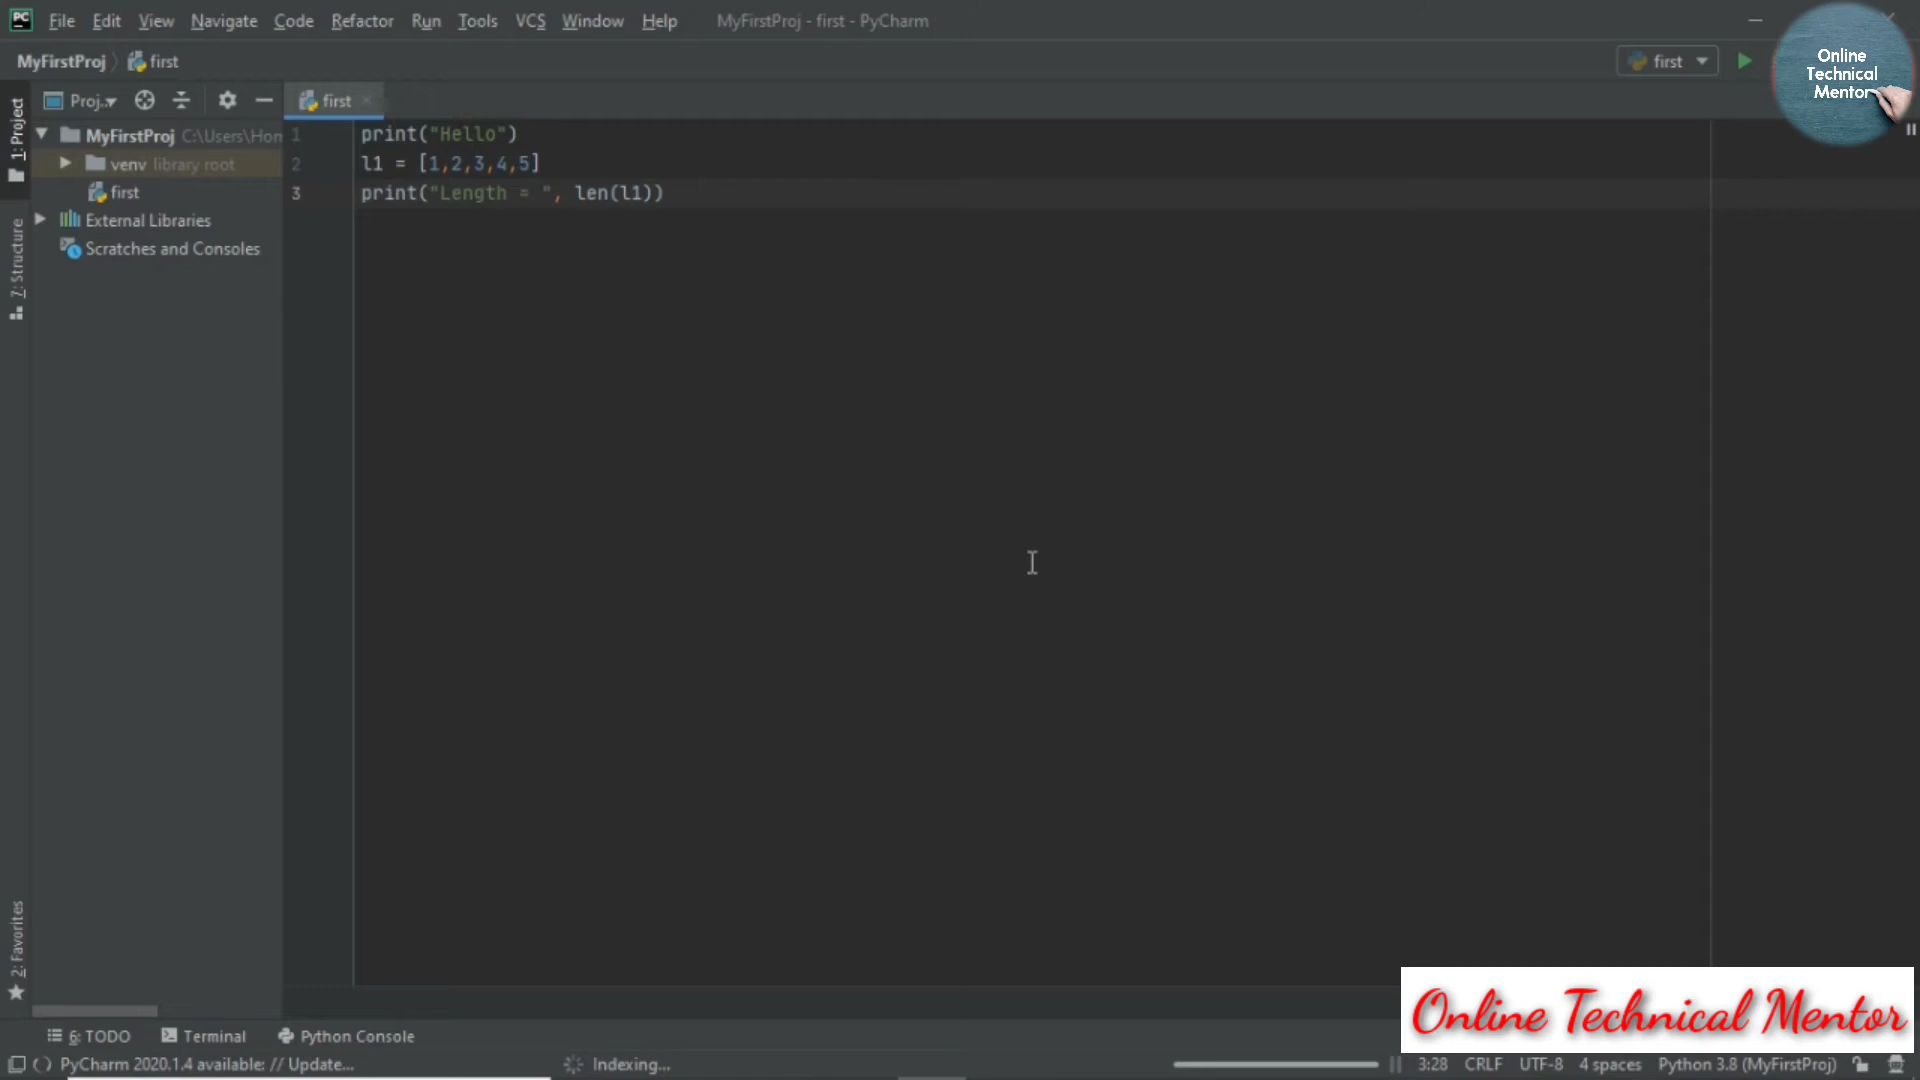 File Edit View Navigate Code Refactor Run Tools VCS Window Help MyFirstProj - first - PyCharm
MyFirstProj first
first
Online
Technical
Mentor
1: Project
Proj..
first
MyFirstProj C:\Users\Hom
venv library root
first
External Libraries
Scratches and Consoles
7: Structure
1 print("Hello")
2 l1 = [1,2,3,4,5]
3 print("Length = ", len(l1))
2: Favorites
Online Technical Mentor
6: TODO Terminal Python Console
PyCharm 2020.1.4 available: // Update... Indexing... 3:28 CRLF UTF-8 4 spaces Python 3.8 (MyFirstProj)